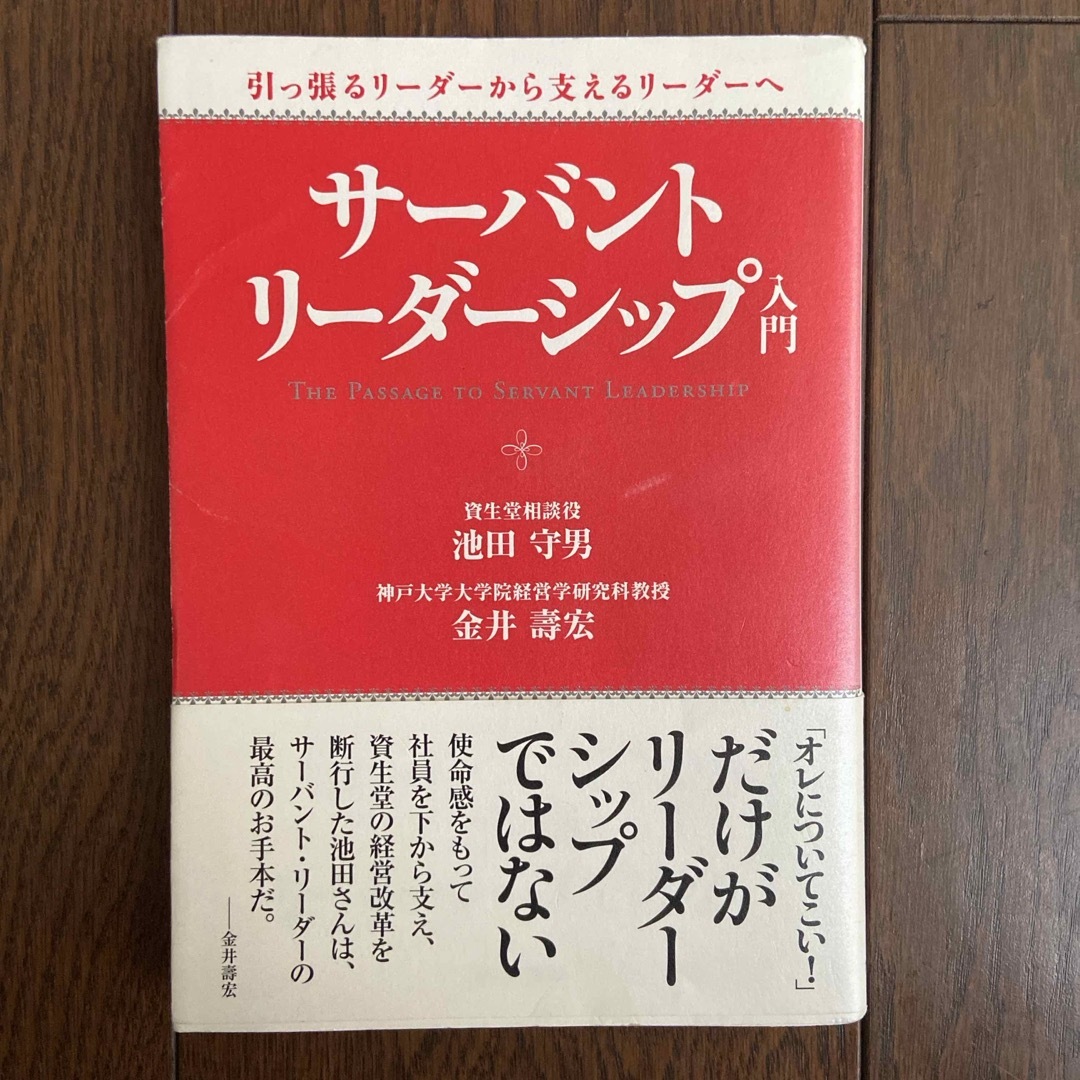 引っ張るリーダーから支えるリーダーへ
サーバント
リーダーシップ入門
THE PASSAGE TO SERVANT LEADERSHIP
資生堂相談役
池田 守男
神戸大学大学院経営学研究科教授
金井 壽宏
「オレについてこい！」
だけが
リーダー
シップ
ではない
使命感をもって
社員を下から支え、
資生堂の経営改革を
断行した池田さんは、
サーバント・リーダーの
最高のお手本だ。
——金井壽宏